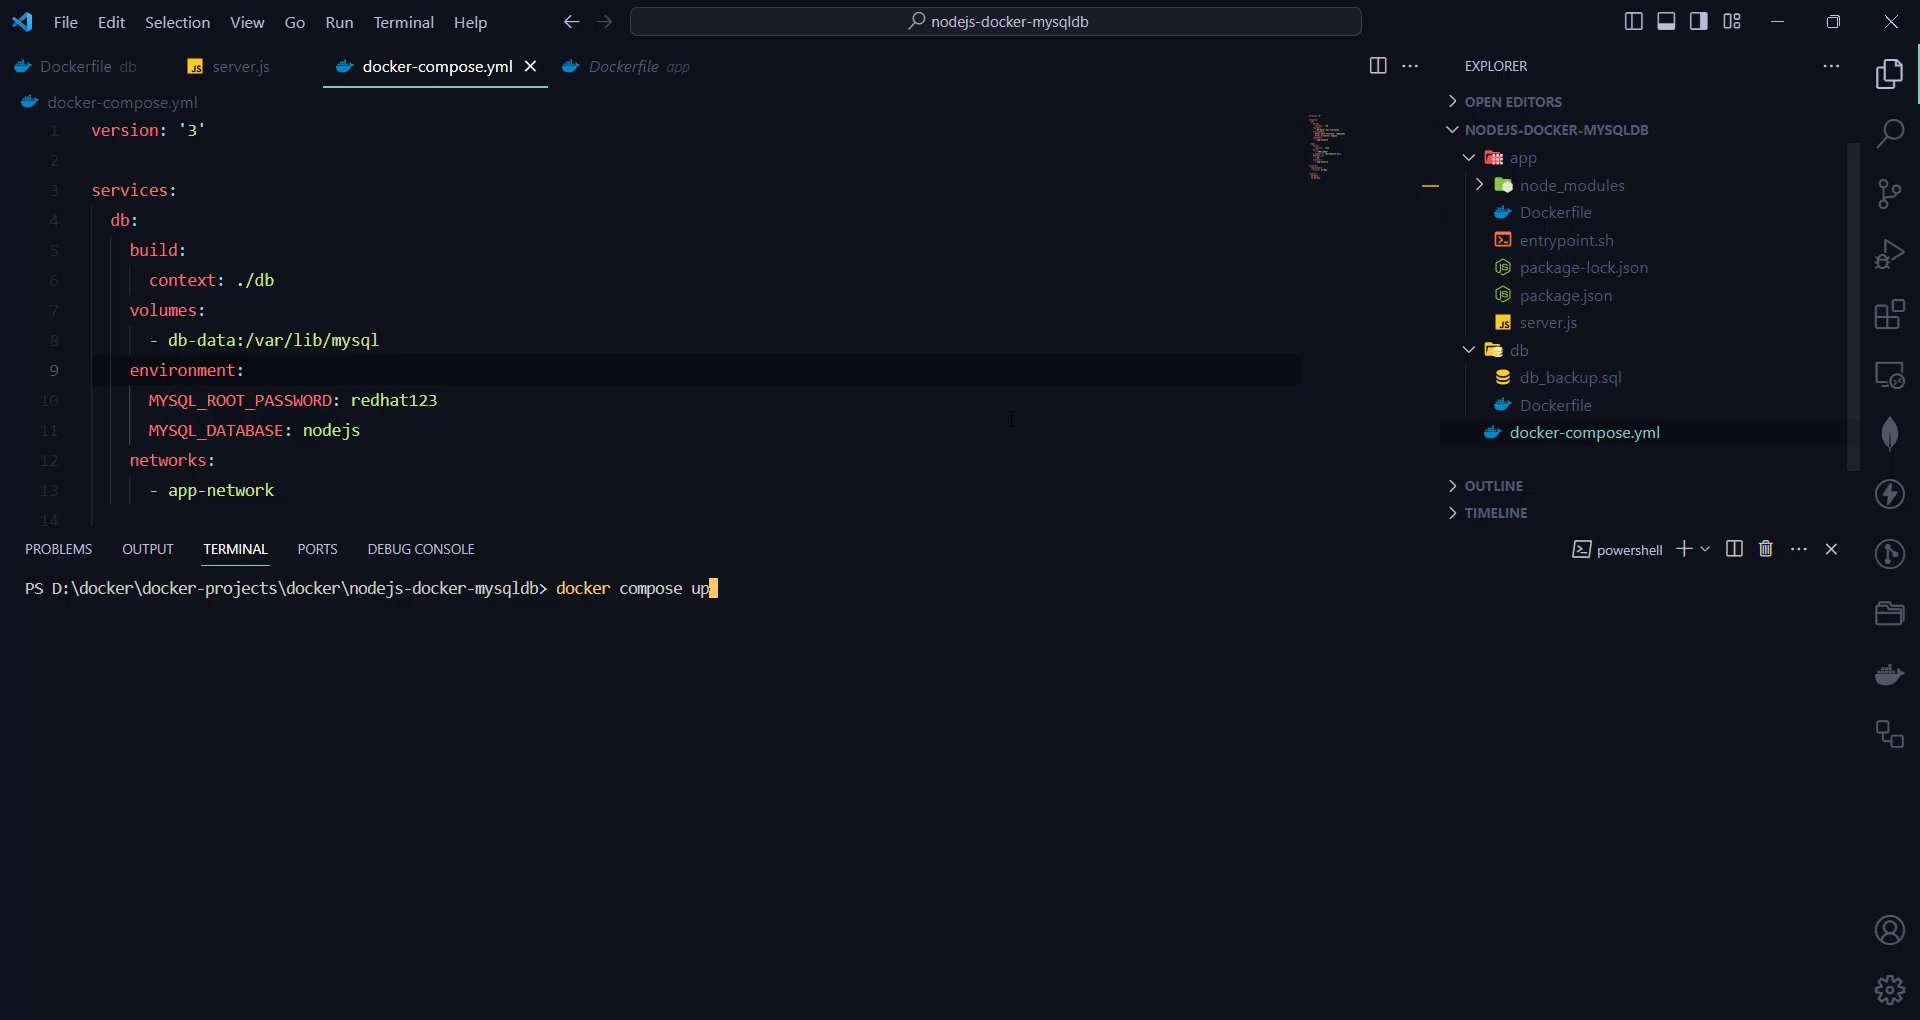 File Edit Selection View Go Run Terminal Help
nodejs-docker-mysqldb
Dockerfile db
JS server.js
docker-compose.yml
Dockerfile app
docker-compose.yml
1 version: '3'
2
3 services:
4 db:
5 build:
6 context: ./db
7 volumes:
8 - db-data:/var/lib/mysql
9 environment:
10 MYSQL_ROOT_PASSWORD: redhat123
11 MYSQL_DATABASE: nodejs
12 networks:
13 - app-network
14
EXPLORER
OPEN EDITORS
NODEJS-DOCKER-MYSQLDB
app
node_modules
Dockerfile
entrypoint.sh
package-lock.json
package.json
JS server.js
db
db_backup.sql
Dockerfile
docker-compose.yml
OUTLINE
TIMELINE
PROBLEMS OUTPUT TERMINAL PORTS DEBUG CONSOLE
powershell
PS D:\docker\docker-projects\docker\nodejs-docker-mysqldb> docker compose up